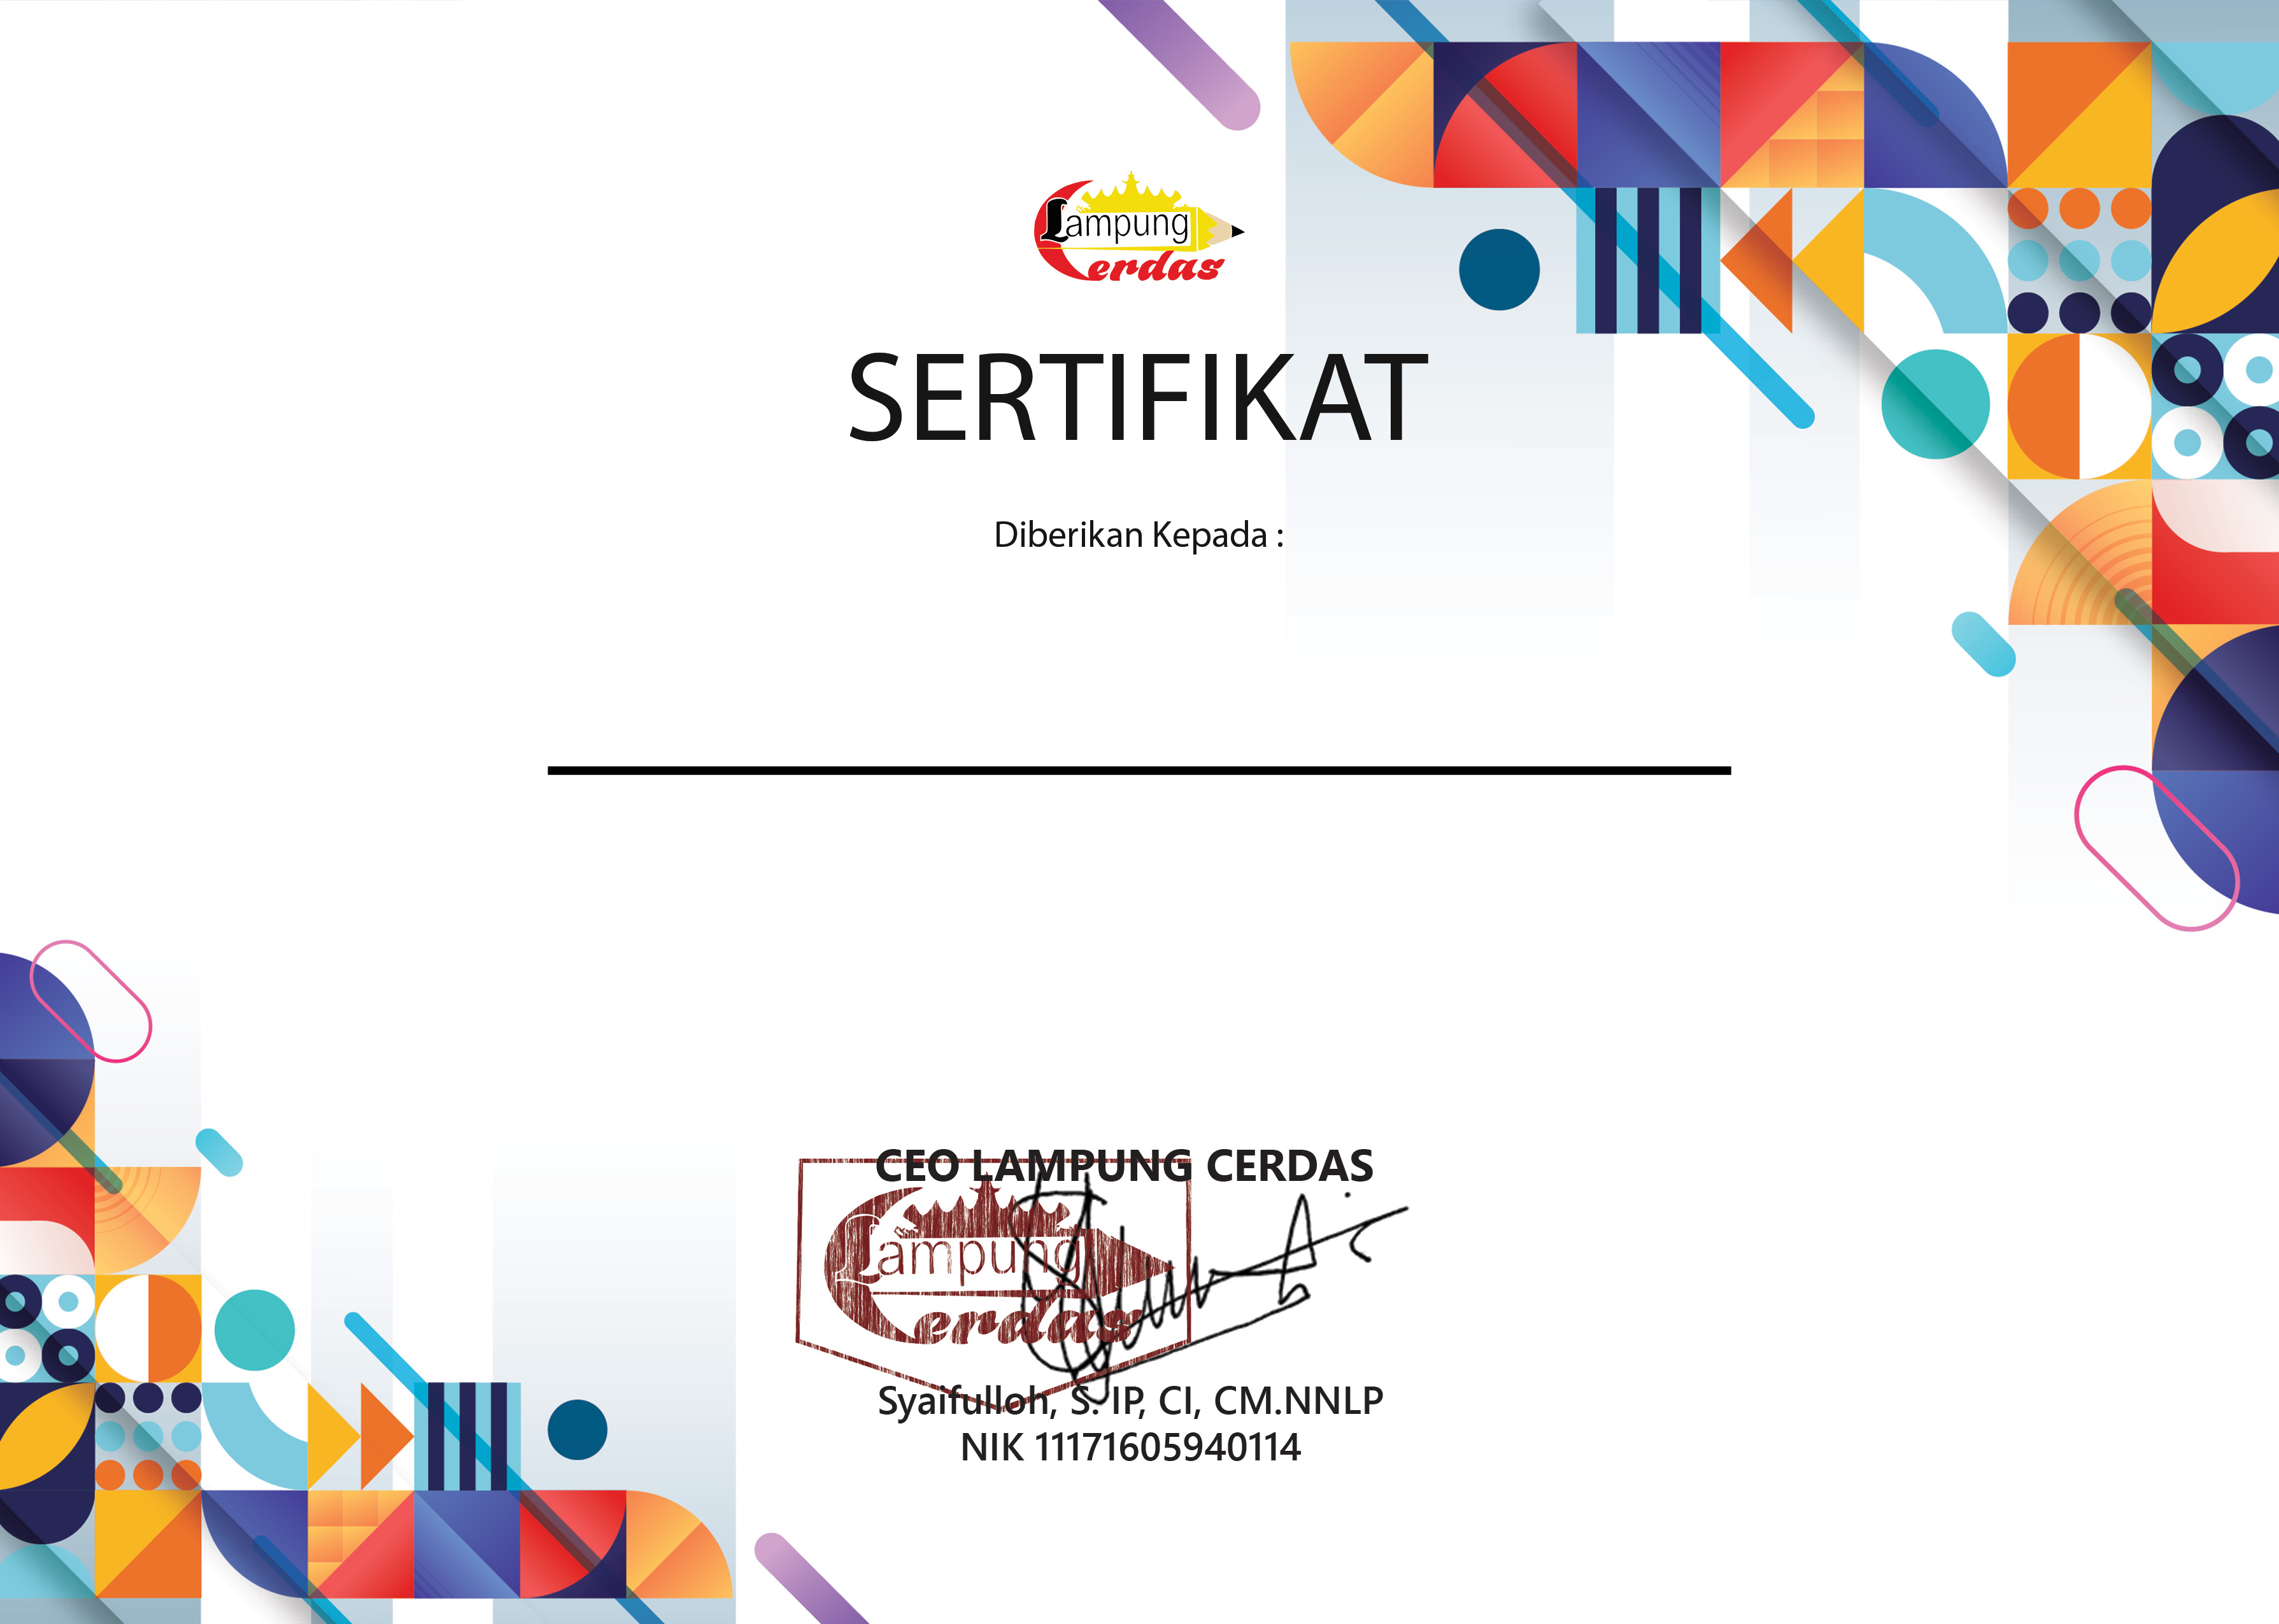 Lampung
Cerdas
SERTIFIKAT
Diberikan Kepada :
CEO LAMPUNG CERDAS
Lampung
Cerdas
Syaifulloh, S. IP, CI, CM.NNLP
NIK 11171605940114